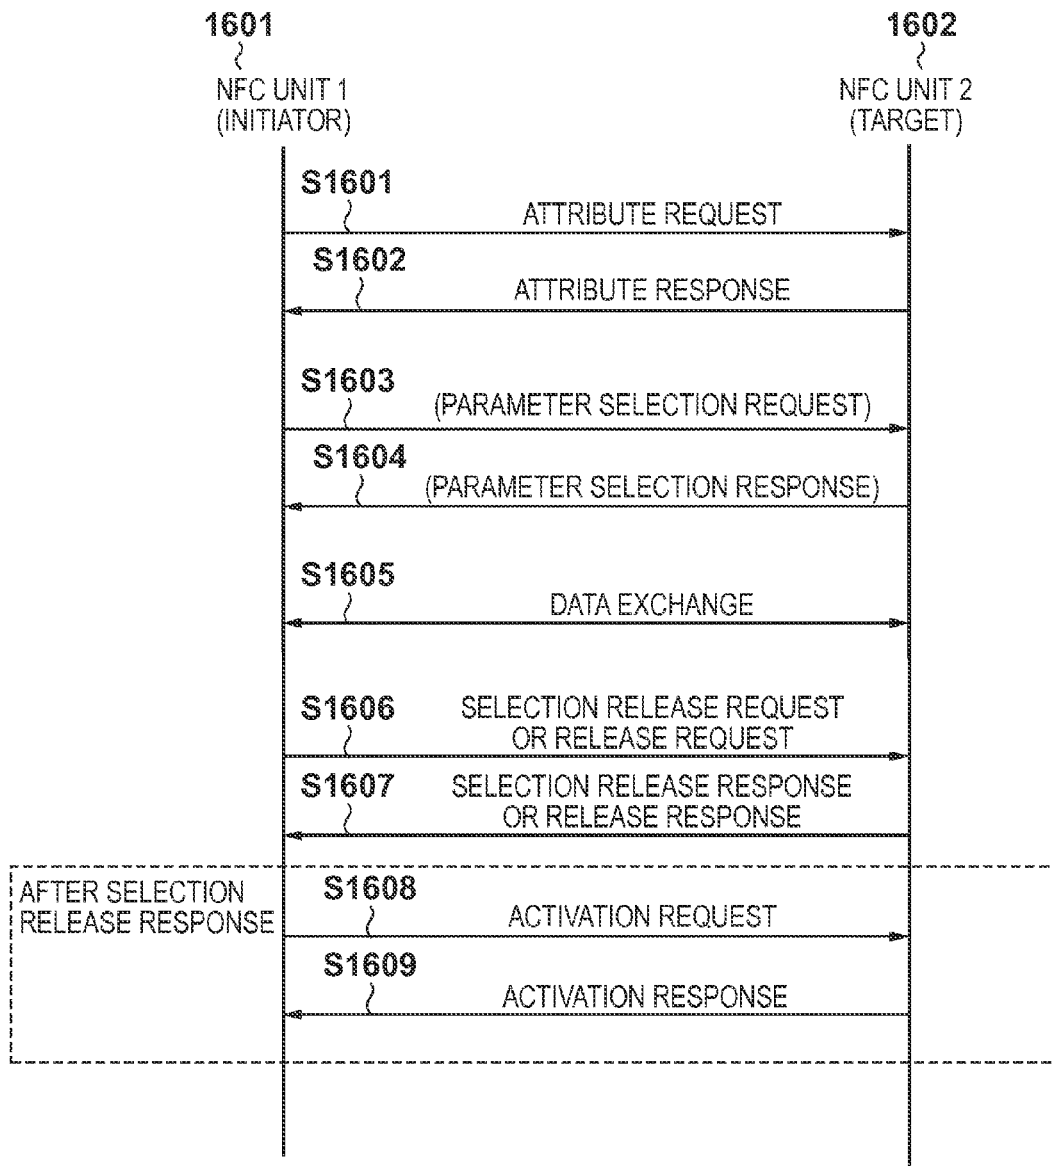 1601
1602
NFC UNIT 1
(INITIATOR)
NFC UNIT 2
(TARGET)
S1601
ATTRIBUTE REQUEST
S1602
ATTRIBUTE RESPONSE
S1603
(PARAMETER SELECTION REQUEST)
S1604
(PARAMETER SELECTION RESPONSE)
S1605
DATA EXCHANGE
S1606
SELECTION RELEASE REQUEST
OR RELEASE REQUEST
S1607
SELECTION RELEASE RESPONSE
OR RELEASE RESPONSE
AFTER SELECTION
RELEASE RESPONSE
S1608
ACTIVATION REQUEST
S1609
ACTIVATION RESPONSE